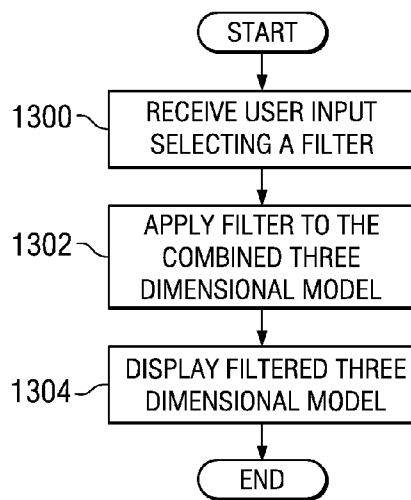 START
1300
RECEIVE USER INPUT
SELECTING A FILTER
1302
APPLY FILTER TO THE
COMBINED THREE
DIMENSIONAL MODEL
1304
DISPLAY FILTERED THREE
DIMENSIONAL MODEL
END